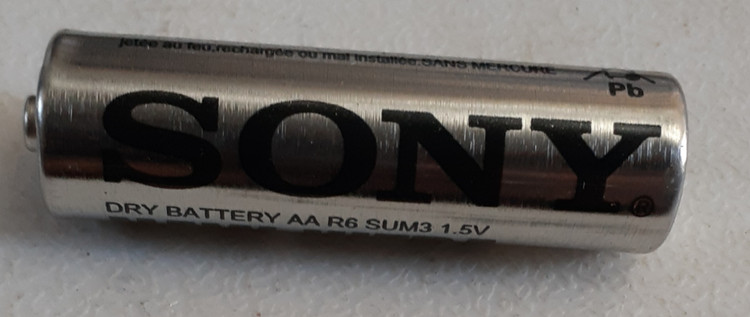 jetée au feu,rechargée ou mal installée.SANS MERCURE
Pb
SONY®
DRY BATTERY AA R6 SUM3 1.5V